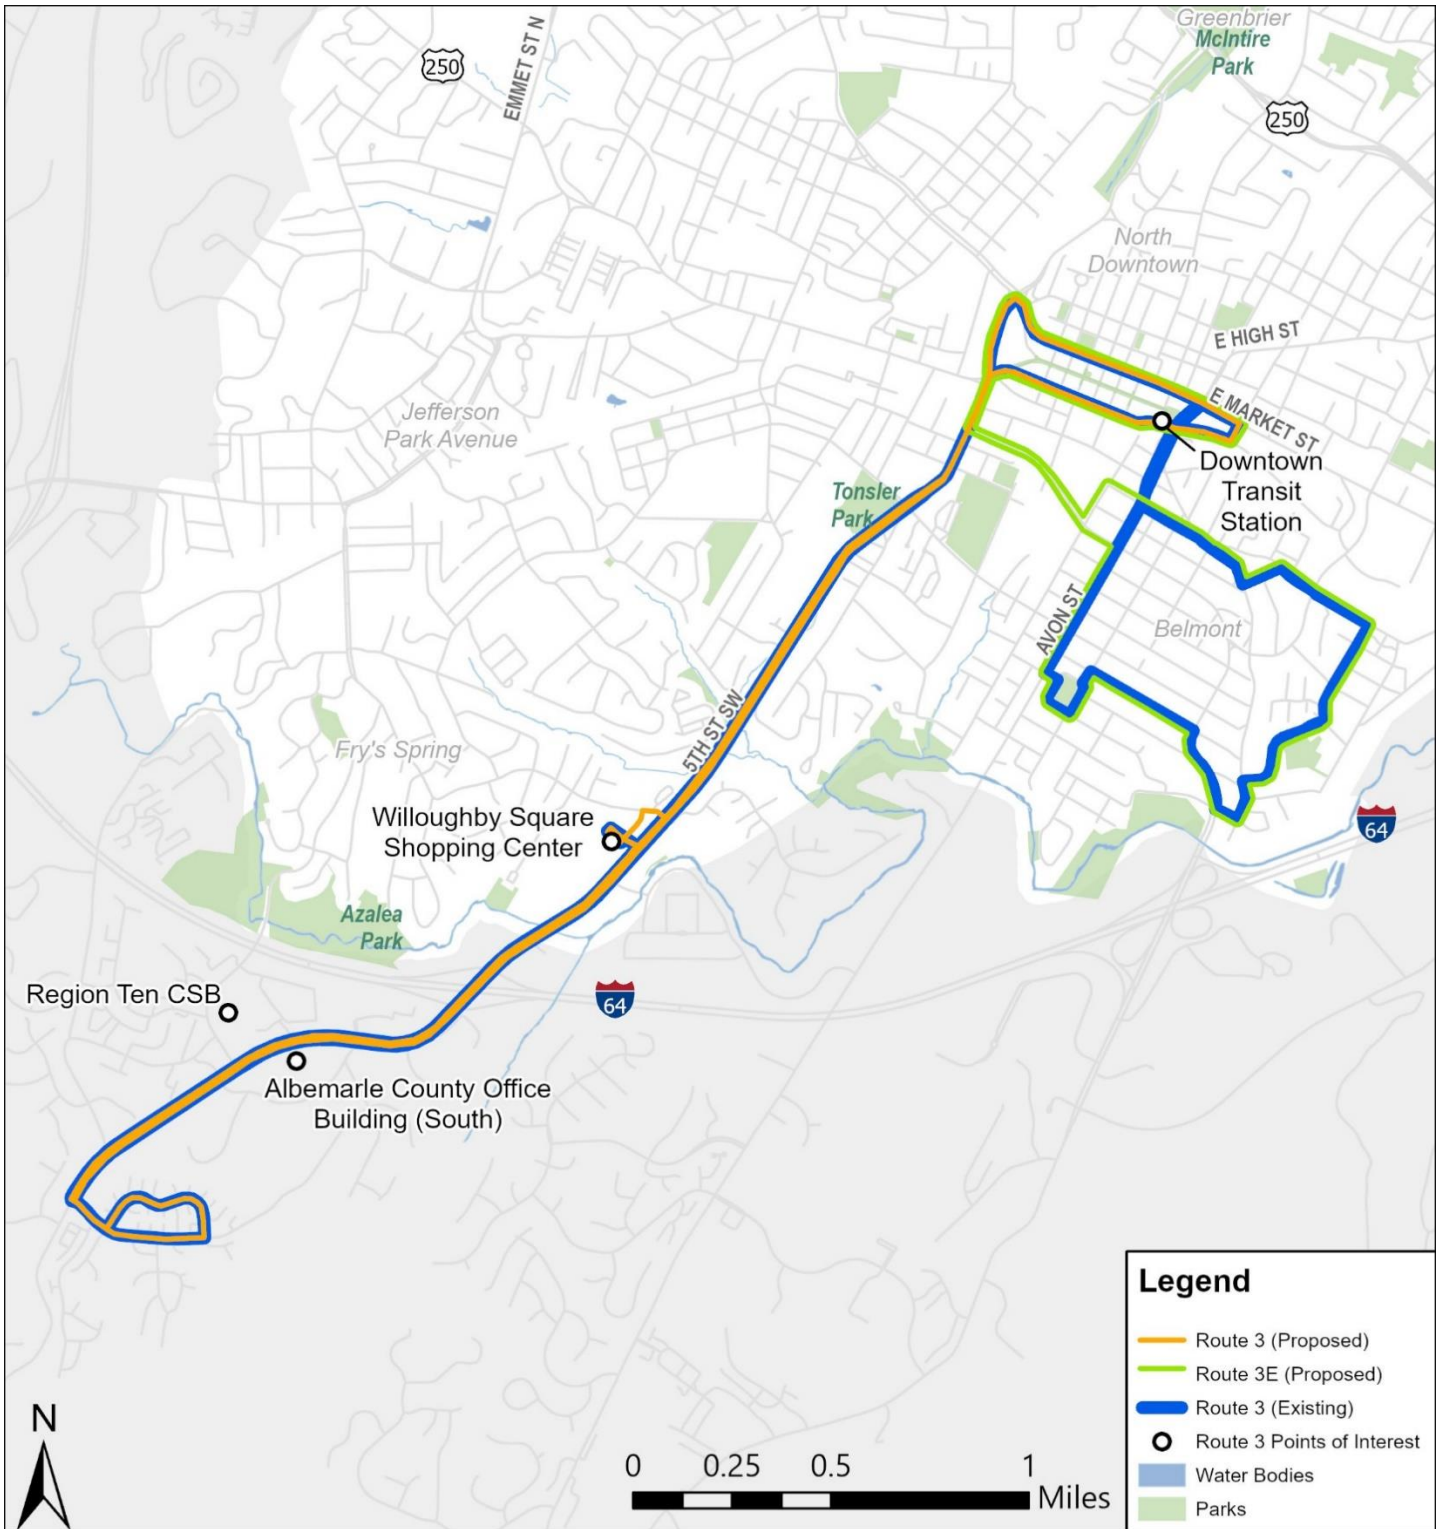 Greenbrier
McIntire
Park
250
EMMET ST N
250
North
Downtown
E HIGH ST
E MARKET ST
Jefferson
Park Avenue
Downtown
Transit
Station
Tonsler
Park
AVON ST
Belmont
5TH ST SW
Fry's Spring
Willoughby Square
Shopping Center
64
Azalea
Park
Region Ten CSB
64
Albemarle County Office
Building (South)
Legend
Route 3 (Proposed)
Route 3E (Proposed)
Route 3 (Existing)
Route 3 Points of Interest
Water Bodies
Parks
N
0 0.25 0.5 1
Miles